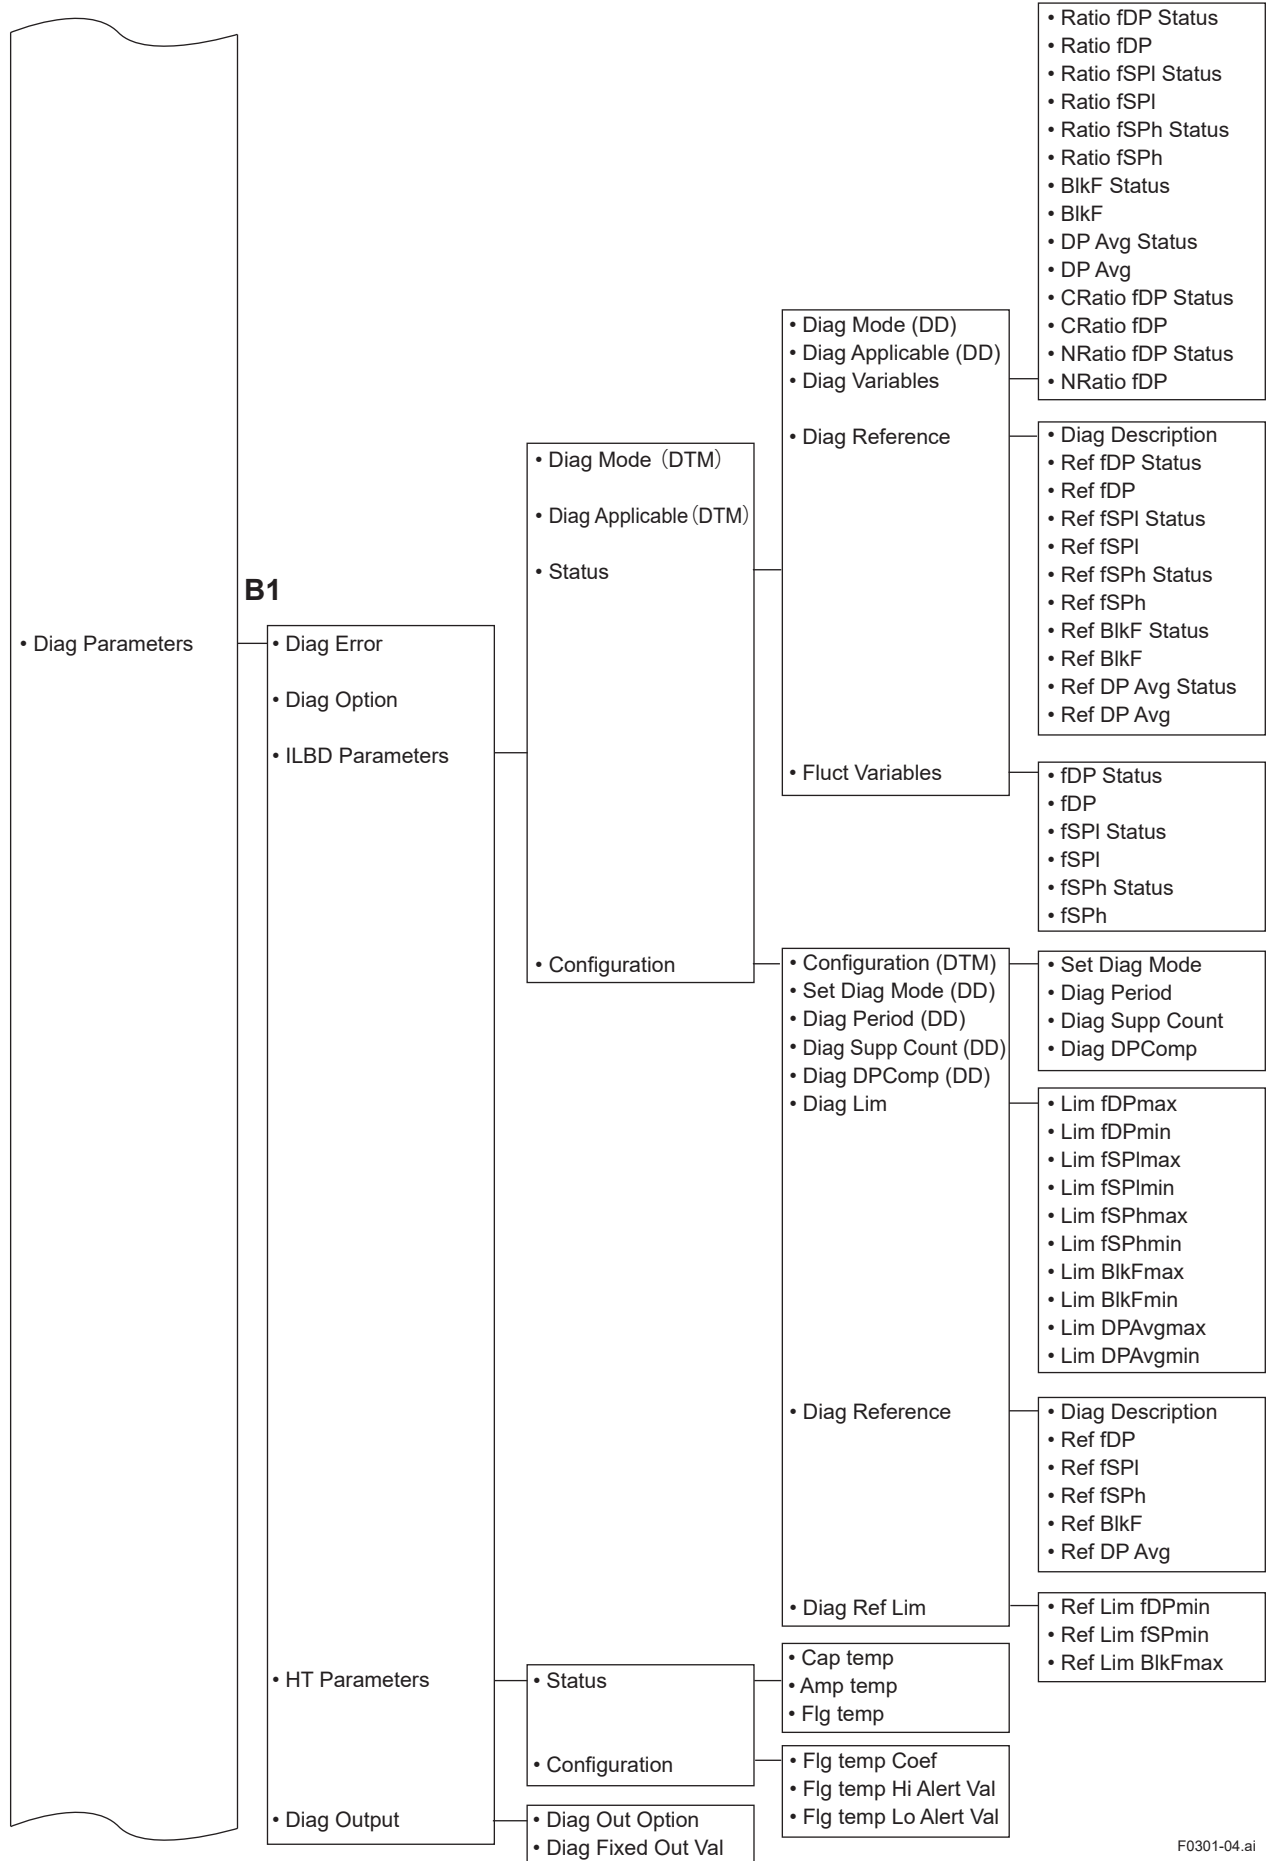 • Diag Parameters
B1
• Diag Error
• Diag Option
• ILBD Parameters
• HT Parameters
• Diag Output
• Diag Mode（DTM）
• Diag Applicable（DTM）
• Status
• Configuration
• Diag Mode (DD)
• Diag Applicable (DD)
• Diag Variables
• Diag Reference
• Fluct Variables
• Ratio fDP Status
• Ratio fDP
• Ratio fSPl Status
• Ratio fSPl
• Ratio fSPh Status
• Ratio fSPh
• BlkF Status
• BlkF
• DP Avg Status
• DP Avg
• CRatio fDP Status
• CRatio fDP
• NRatio fDP Status
• NRatio fDP
• Diag Description
• Ref fDP Status
• Ref fDP
• Ref fSPl Status
• Ref fSPl
• Ref fSPh Status
• Ref fSPh
• Ref BlkF Status
• Ref BlkF
• Ref DP Avg Status
• Ref DP Avg
• fDP Status
• fDP
• fSPl Status
• fSPl
• fSPh Status
• fSPh
• Configuration (DTM)
• Set Diag Mode (DD)
• Diag Period (DD)
• Diag Supp Count (DD)
• Diag DPComp (DD)
• Diag Lim
• Diag Reference
• Diag Ref Lim
• Set Diag Mode
• Diag Period
• Diag Supp Count
• Diag DPComp
• Lim fDPmax
• Lim fDPmin
• Lim fSPlmax
• Lim fSPlmin
• Lim fSPhmax
• Lim fSPhmin
• Lim BlkFmax
• Lim BlkFmin
• Lim DPAvgmax
• Lim DPAvgmin
• Diag Description
• Ref fDP
• Ref fSPl
• Ref fSPh
• Ref BlkF
• Ref DP Avg
• Ref Lim fDPmin
• Ref Lim fSPmin
• Ref Lim BlkFmax
• Status
• Configuration
• Cap temp
• Amp temp
• Flg temp
• Flg temp Coef
• Flg temp Hi Alert Val
• Flg temp Lo Alert Val
• Diag Out Option
• Diag Fixed Out Val
F0301-04.ai